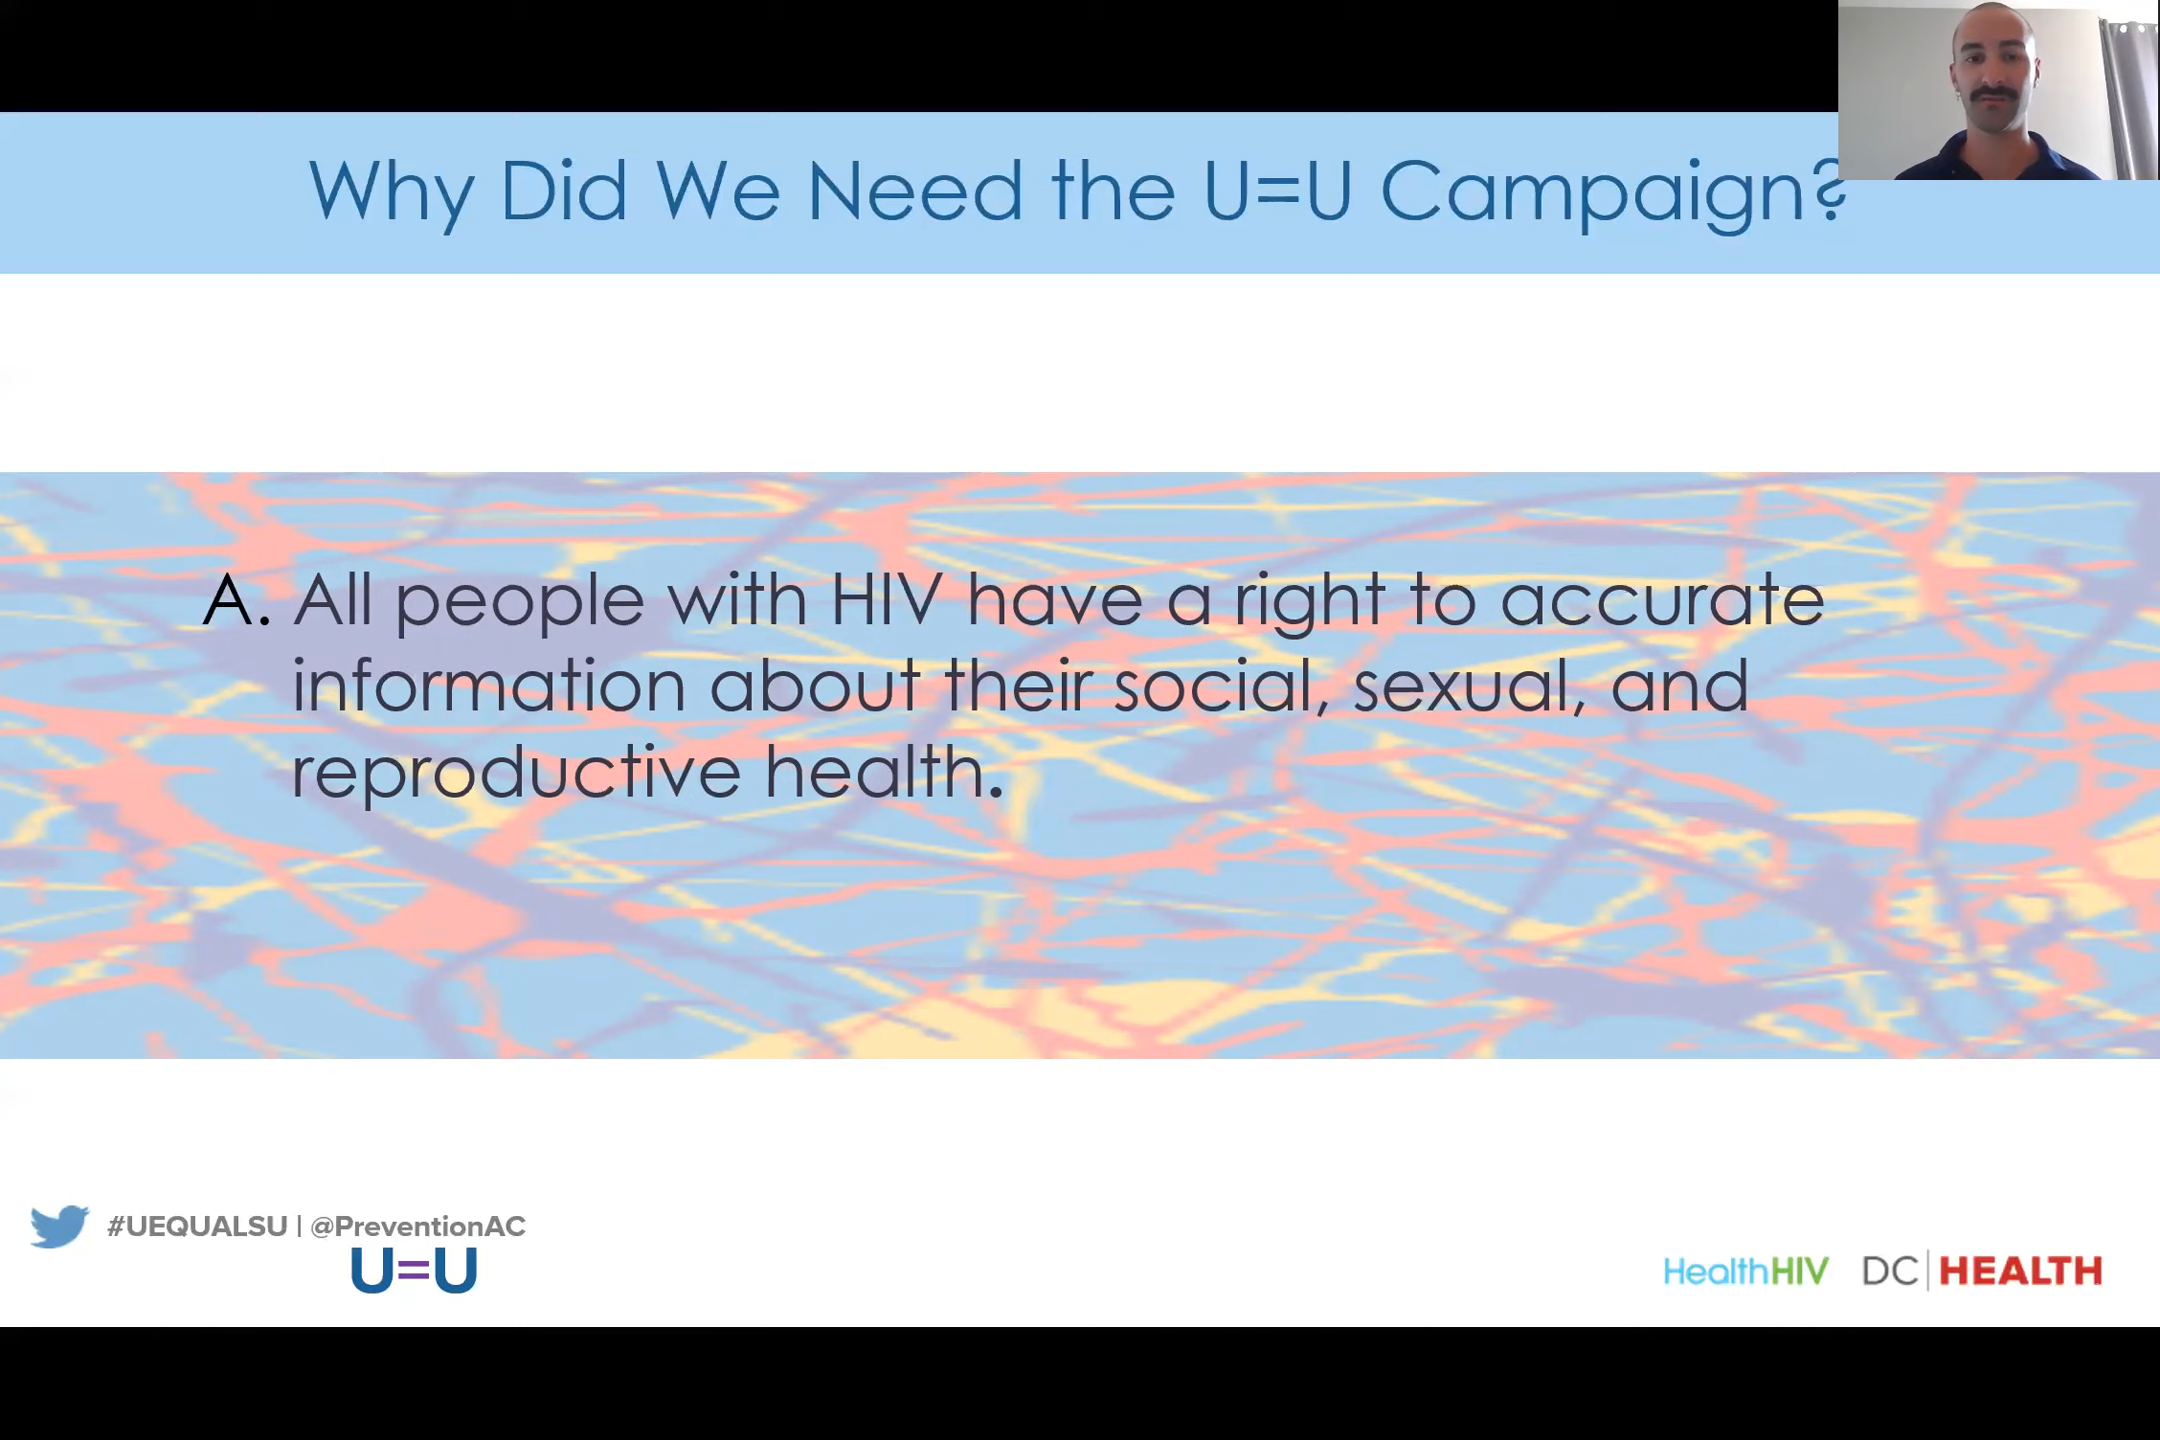 Why Did We Need the U=U Campaign?
A. All people with HIV have a right to accurate
information about their social, sexual, and
reproductive health.
#UEQUALSU | @PreventionAC
U=U
HealthHIV
DC | HEALTH